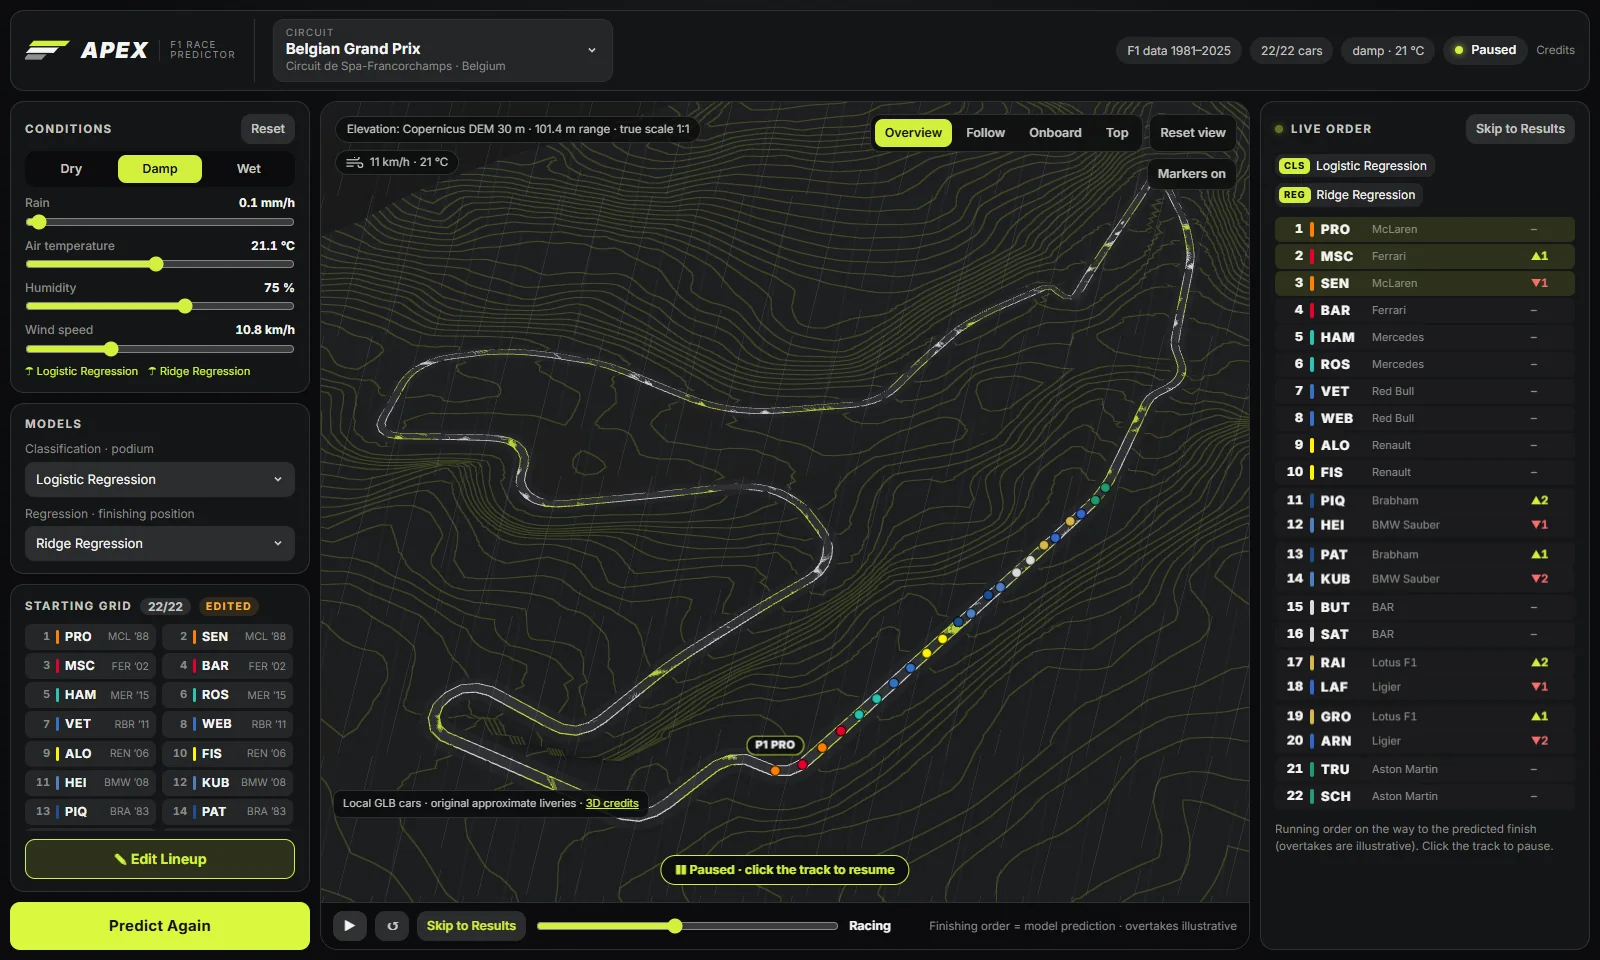 APEX
F1 RACE
PREDICTOR
CIRCUIT
Belgian Grand Prix
Circuit de Spa-Francorchamps · Belgium
F1 data 1981–2025
22/22 cars
damp · 21 °C
Paused
Credits
CONDITIONS
Reset
Dry
Damp
Wet
Rain
0.1 mm/h
Air temperature
21.1 °C
Humidity
75 %
Wind speed
10.8 km/h
Logistic Regression
Ridge Regression
MODELS
Classification · podium
Logistic Regression
Regression · finishing position
Ridge Regression
STARTING GRID 22/22 EDITED
1 PRO MCL '88
2 SEN MCL '88
3 MSC FER '02
4 BAR FER '02
5 HAM MER '15
6 ROS MER '15
7 VET RBR '11
8 WEB RBR '11
9 ALO REN '06
10 FIS REN '06
11 HEI BMW '08
12 KUB BMW '08
13 PIQ BRA '83
14 PAT BRA '83
Edit Lineup
Predict Again
Elevation: Copernicus DEM 30 m · 101.4 m range · true scale 1:1
11 km/h · 21 °C
Overview
Follow
Onboard
Top
Reset view
Markers on
P1 PRO
Local GLB cars · original approximate liveries · 3D credits
Paused · click the track to resume
Skip to Results
Racing
Finishing order = model prediction · overtakes illustrative
LIVE ORDER
Skip to Results
CLS Logistic Regression
REG Ridge Regression
1 PRO McLaren –
2 MSC Ferrari ▲1
3 SEN McLaren ▼1
4 BAR Ferrari –
5 HAM Mercedes –
6 ROS Mercedes –
7 VET Red Bull –
8 WEB Red Bull –
9 ALO Renault –
10 FIS Renault –
11 PIQ Brabham ▲2
12 HEI BMW Sauber ▼1
13 PAT Brabham ▲1
14 KUB BMW Sauber ▼2
15 BUT BAR –
16 SAT BAR –
17 RAI Lotus F1 ▲2
18 LAF Ligier ▼1
19 GRO Lotus F1 ▲1
20 ARN Ligier ▼2
21 TRU Aston Martin –
22 SCH Aston Martin –
Running order on the way to the predicted finish
(overtakes are illustrative). Click the track to pause.